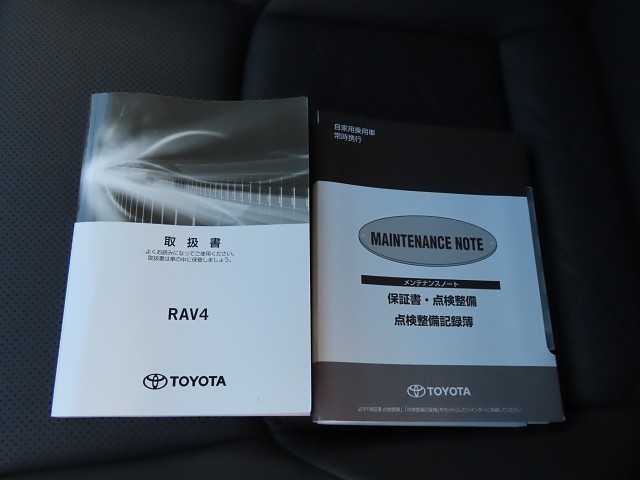 取扱書
よくお読みになってご使用ください。
取扱書は車の中に保管しましょう。
RAV4
TOYOTA
自家用乗用車
常時携行
MAINTENANCE NOTE
メンテナンスノート
保証書・点検整備
点検整備記録簿
TOYOTA